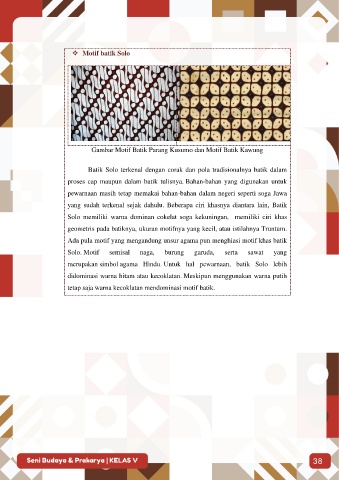 ❖ Motif batik Solo
Gambar Motif Batik Parang Kusumo dan Motif Batik Kawung
Batik Solo terkenal dengan corak dan pola tradisionalnya batik dalam
proses cap maupun dalam batik tulisnya. Bahan-bahan yang digunakan untuk
pewarnaan masih tetap memakai bahan-bahan dalam negeri seperti soga Jawa
yang sudah terkenal sejak dahulu. Beberapa ciri khasnya diantara lain, Batik
Solo memiliki warna dominan cokelat soga kekuningan, memiliki ciri khas
geometris pada batiknya, ukuran motifnya yang kecil, atau istilahnya Truntum.
Ada pula motif yang mengandung unsur agama pun menghiasi motif khas batik
Solo. Motif semisal naga, burung garuda, serta sawat yang
merupakan simbol agama Hindu. Untuk hal pewarnaan, batik Solo lebih
didominasi warna hitam atau kecoklatan. Meskipun menggunakan warna putih
tetap saja warna kecoklatan mendominasi motif batik.
Seni Budaya & Prakarya | KELAS V
38